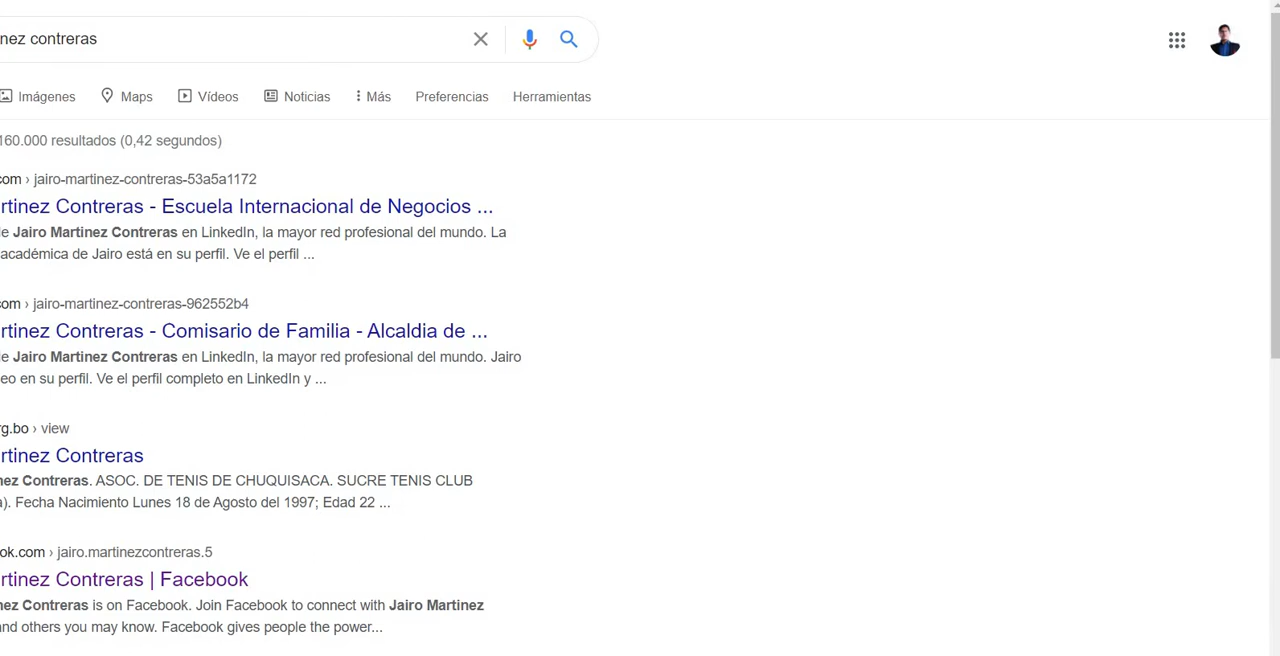 nez contreras
Imágenes Maps Vídeos Noticias Más Preferencias Herramientas
160.000 resultados (0,42 segundos)
com › jairo-martinez-contreras-53a5a1172
rtinez Contreras - Escuela Internacional de Negocios ...
e Jairo Martinez Contreras en LinkedIn, la mayor red profesional del mundo. La
académica de Jairo está en su perfil. Ve el perfil ...
om › jairo-martinez-contreras-962552b4
rtinez Contreras - Comisario de Familia - Alcaldia de ...
e Jairo Martinez Contreras en LinkedIn, la mayor red profesional del mundo. Jairo
eo en su perfil. Ve el perfil completo en LinkedIn y ...
rg.bo › view
rtinez Contreras
nez Contreras. ASOC. DE TENIS DE CHUQUISACA. SUCRE TENIS CLUB
). Fecha Nacimiento Lunes 18 de Agosto del 1997; Edad 22 ...
ok.com › jairo.martinezcontreras.5
rtinez Contreras | Facebook
nez Contreras is on Facebook. Join Facebook to connect with Jairo Martinez
and others you may know. Facebook gives people the power...